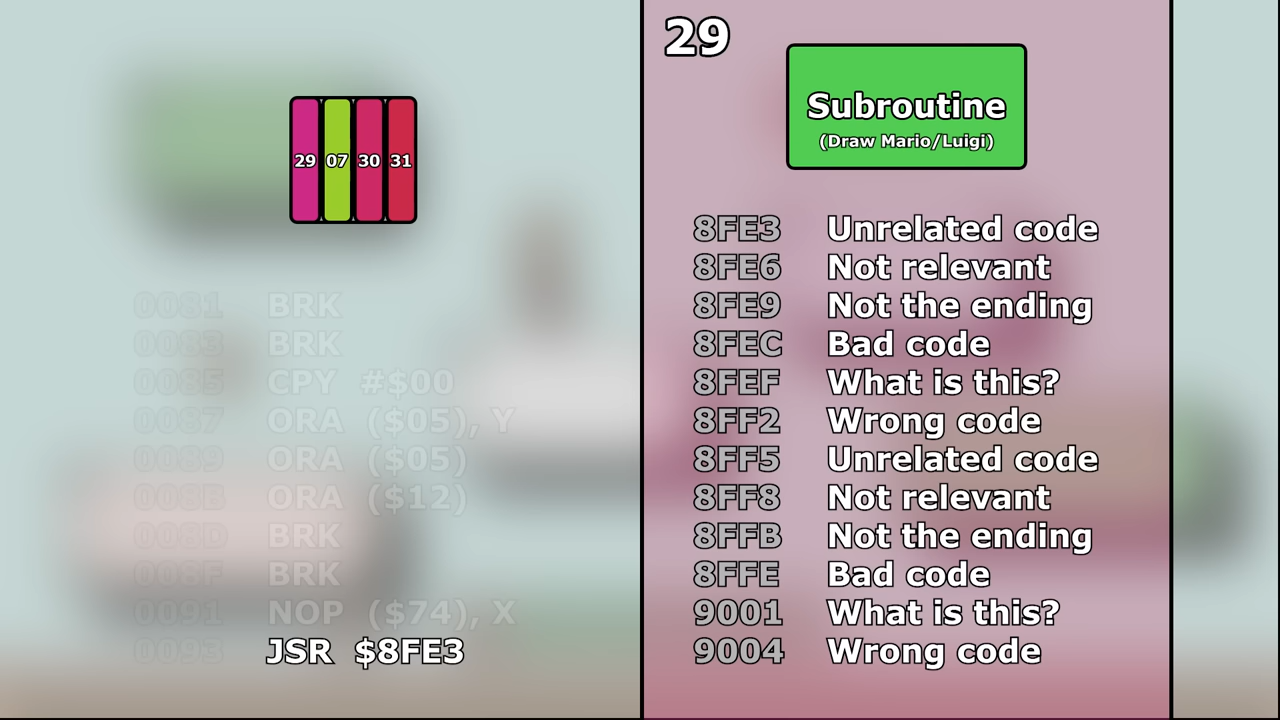 29 07 30 31
0081 BRK
0083 BRK
0085 CPY #$00
0087 ORA ($05), Y
0089 ORA ($05)
008B ORA ($12)
008D BRK
008F BRK
0091 NOP ($74), X
0093 JSR $8FE3
29
Subroutine
(Draw Mario/Luigi)
8FE3 Unrelated code
8FE6 Not relevant
8FE9 Not the ending
8FEC Bad code
8FEF What is this?
8FF2 Wrong code
8FF5 Unrelated code
8FF8 Not relevant
8FFB Not the ending
8FFE Bad code
9001 What is this?
9004 Wrong code